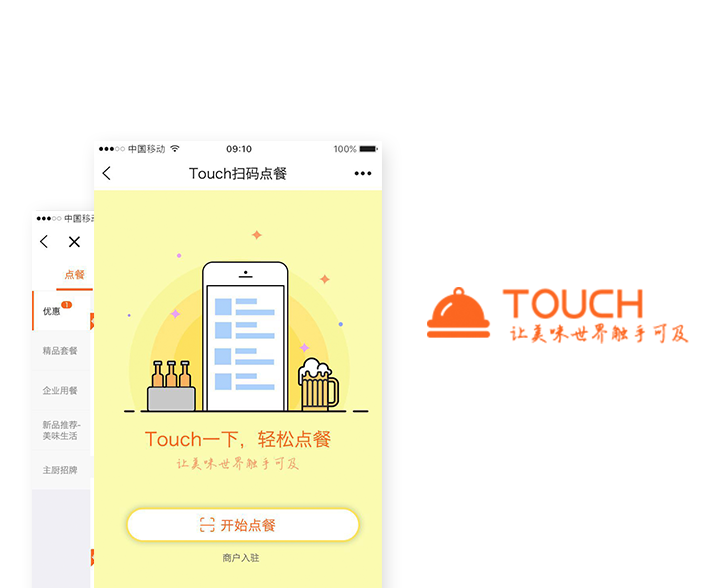 中国移动
09:10
100%
Touch扫码点餐
Touch一下，轻松点餐
让美味世界触手可及
开始点餐
商户入驻
中国移
点餐
优惠
1
精品套餐
企业用餐
新品推荐-
美味生活
主厨招牌
TOUCH
让美味世界触手可及